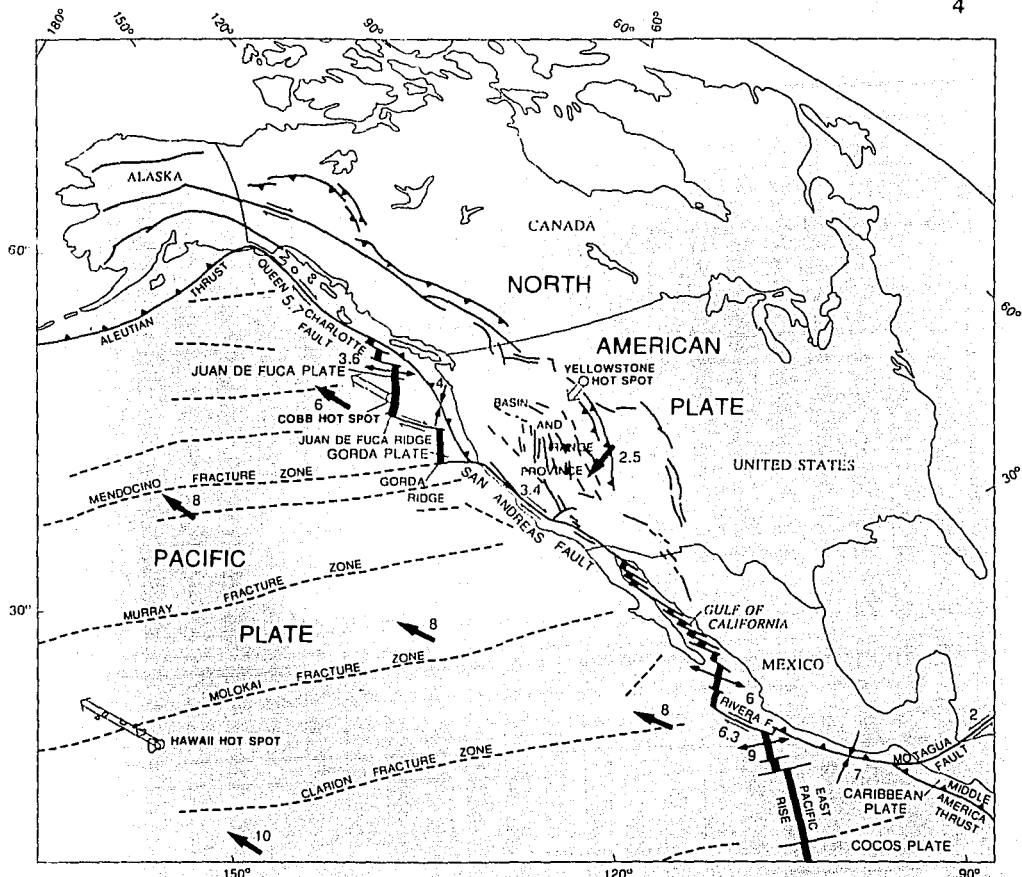 4
180° 150° 120° 90° 60° 60°
ALASKA
CANADA
60°
NORTH
AMERICAN
PLATE
60°
ALEUTIAN THRUST
QUEEN CHARLOTTE
FAULT
5.7
3.6
JUAN DE FUCA PLATE
4
6
COBB HOT SPOT
JUAN DE FUCA RIDGE
GORDA PLATE
GORDA
RIDGE
YELLOWSTONE
HOT SPOT
BASIN
AND
RANGE
PROVINCE
2.5
3.4
UNITED STATES
30°
MENDOCINO FRACTURE ZONE
8
SAN ANDREAS FAULT
PACIFIC
PLATE
30°
MURRAY FRACTURE ZONE
8
GULF OF
CALIFORNIA
MEXICO
MOLOKAI FRACTURE ZONE
HAWAII HOT SPOT
8
6
RIVERA F.
6.3
9
2
MOTAGUA
FAULT
7
CARIBBEAN
PLATE
MIDDLE
AMERICA
THRUST
CLARION FRACTURE ZONE
EAST
PACIFIC
RISE
10
COCOS PLATE
150° 120° 90°